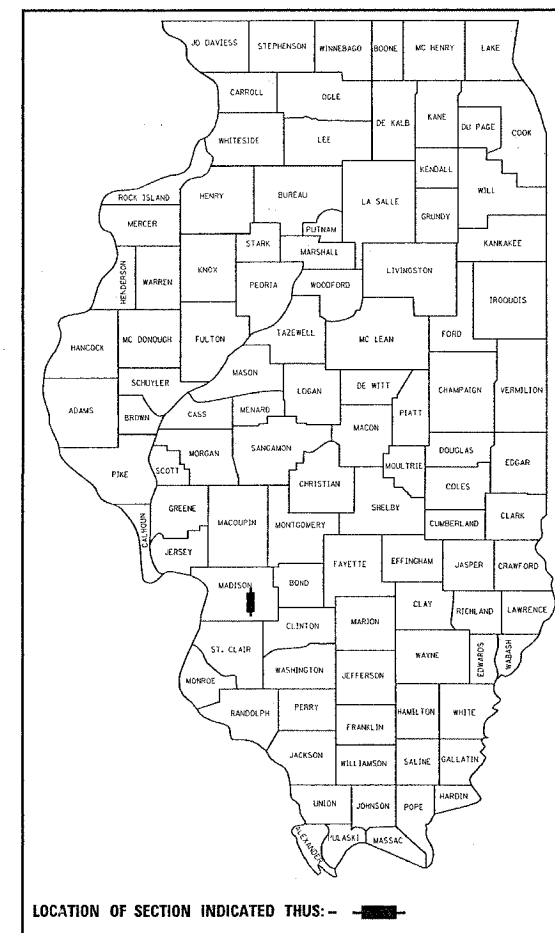 JO DAVIESS STEPHENSON WINNEBAGO BOONE MC HENRY LAKE
CARROLL OGLE DE KALB KANE DU PAGE COOK
WHITESIDE LEE KENDALL WILL
ROCK ISLAND HENRY BUREAU LA SALLE GRUNDY
MERCER PUTNAM KANKAKEE
STARK MARSHALL LIVINGSTON
HENDERSON WARREN KNOX PEORIA WOODFORD IROQUOIS
HANCOCK MC DONOUGH FULTON TAZEWELL MC LEAN FORD
MASON
SCHUYLER LOGAN DE WITT CHAMPAIGN VERMILION
ADAMS BROWN CASS MENARD MACON PIATT
MORGAN SANGAMON DOUGLAS EDGAR
PIKE SCOTT CHRISTIAN MOULTRIE COLES
GREENE MACOUPIN MONTGOMERY SHELBY CLARK
CALHOUN JERSEY CUMBERLAND
MADISON BOND FAYETTE EFFINGHAM JASPER CRAWFORD
CLINTON MARION CLAY RICHLAND LAWRENCE
ST. CLAIR WASHINGTON JEFFERSON WAYNE EDWARDS WABASH
MONROE
RANDOLPH PERRY FRANKLIN HAMILTON WHITE
JACKSON WILLIAMSON SALINE GALLATIN
UNION JOHNSON POPE HARDIN
ALEXANDER PULASKI MASSAC
LOCATION OF SECTION INDICATED THUS: -